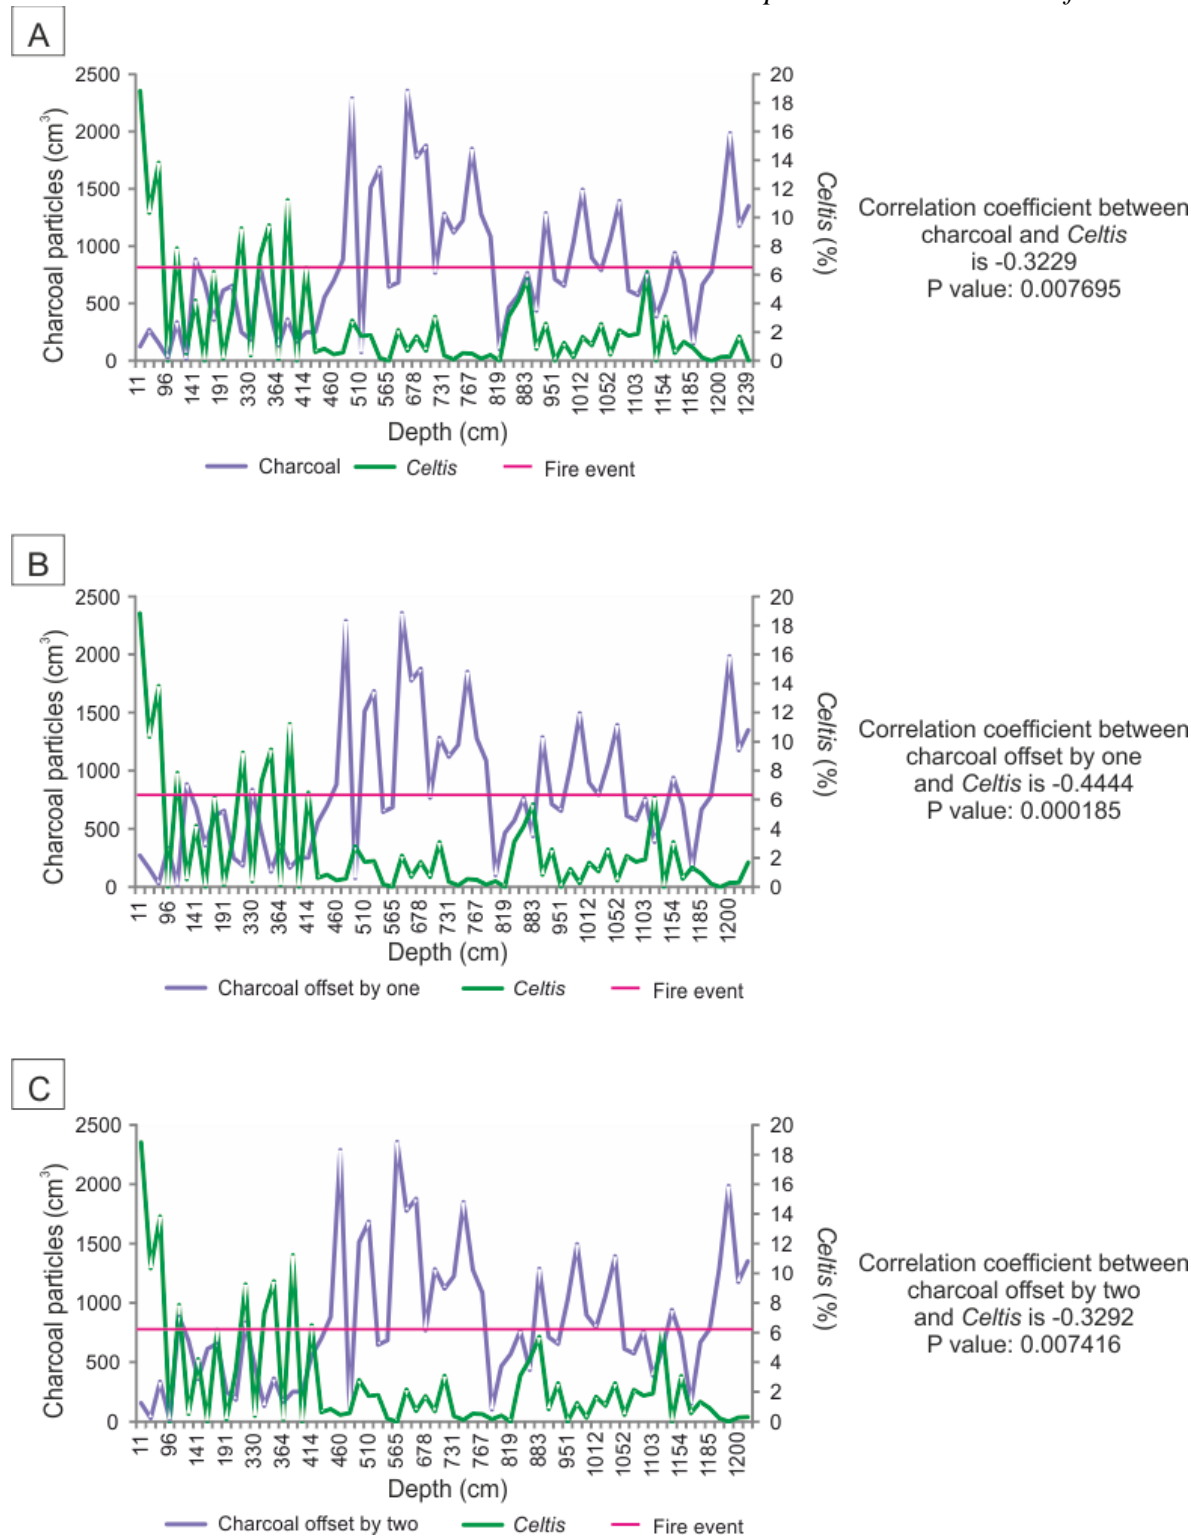 A
2500
2000
1500
1000
500
0
Charcoal particles (cm³)
20
18
16
14
12
10
8
6
4
2
0
Celtis (%)
11 96 141 191 330 364 414 460 510 565 678 731 767 819 883 951 1012 1052 1103 1154 1185 1200 1239
Depth (cm)
Charcoal Celtis Fire event
Correlation coefficient between
charcoal and Celtis
is -0.3229
P value: 0.007695
B
2500
2000
1500
1000
500
0
Charcoal particles (cm³)
20
18
16
14
12
10
8
6
4
2
0
Celtis (%)
11 96 141 191 330 364 414 460 510 565 678 731 767 819 883 951 1012 1052 1103 1154 1185 1200
Depth (cm)
Charcoal offset by one Celtis Fire event
Correlation coefficient between
charcoal offset by one
and Celtis is -0.4444
P value: 0.000185
C
2500
2000
1500
1000
500
0
Charcoal particles (cm³)
20
18
16
14
12
10
8
6
4
2
0
Celtis (%)
11 96 141 191 330 364 414 460 510 565 678 731 767 819 883 951 1012 1052 1103 1154 1185 1200
Depth (cm)
Charcoal offset by two Celtis Fire event
Correlation coefficient between
charcoal offset by two
and Celtis is -0.3292
P value: 0.007416